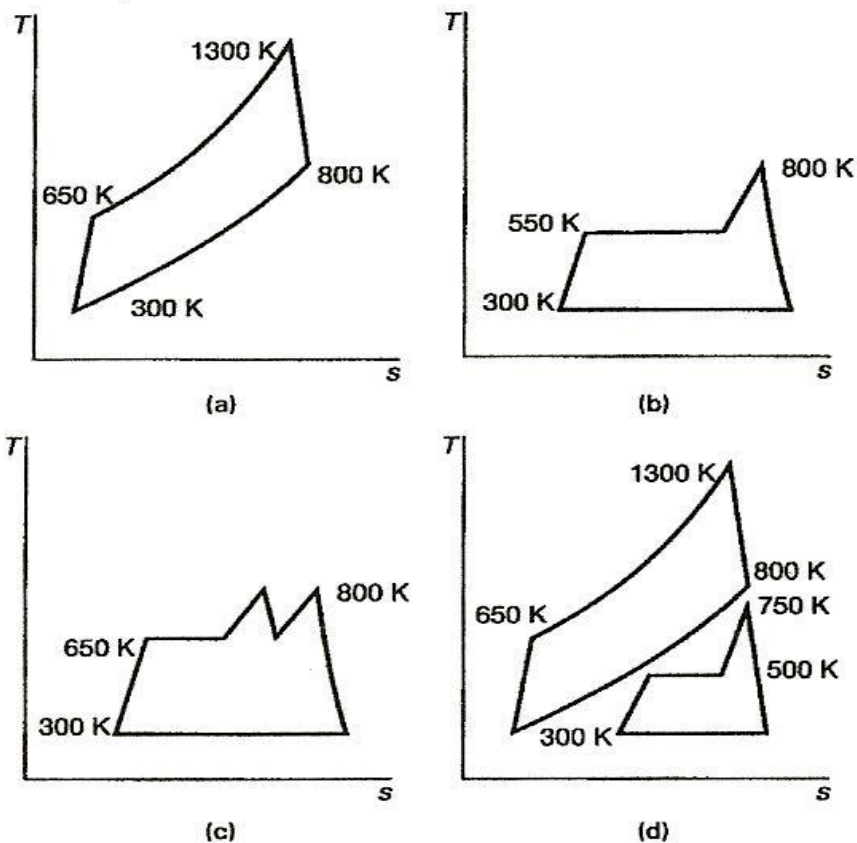 T
1300 K
650 K
800 K
300 K
s
(a)
T
800 K
550 K
300 K
s
(b)
T
800 K
650 K
300 K
s
(c)
T
1300 K
800 K
750 K
650 K
500 K
300 K
s
(d)